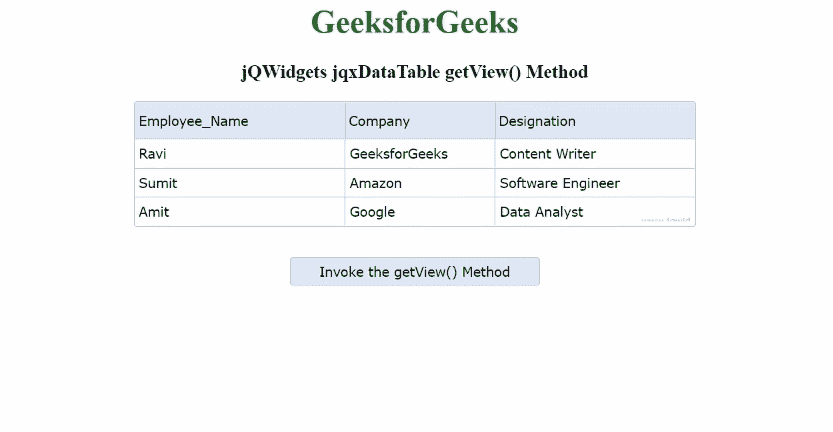 GeeksforGeeks
jQWidgets jqxDataTable getView() Method
Employee_Name Company Designation
Ravi GeeksforGeeks Content Writer
Sumit Amazon Software Engineer
Amit Google Data Analyst
Invoke the getView() Method